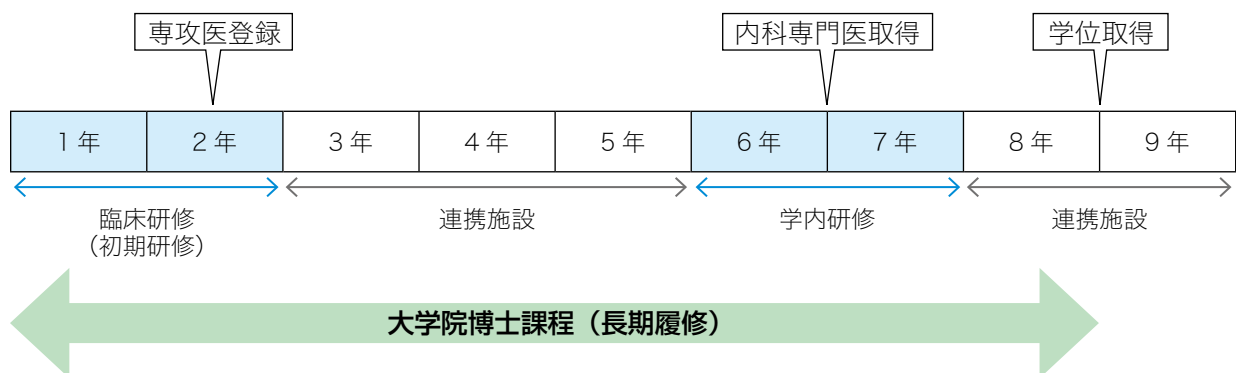 専攻医登録
内科専門医取得
学位取得
1年
2年
3年
4年
5年
6年
7年
8年
9年
臨床研修
（初期研修）
連携施設
学内研修
連携施設
大学院博士課程（長期履修）